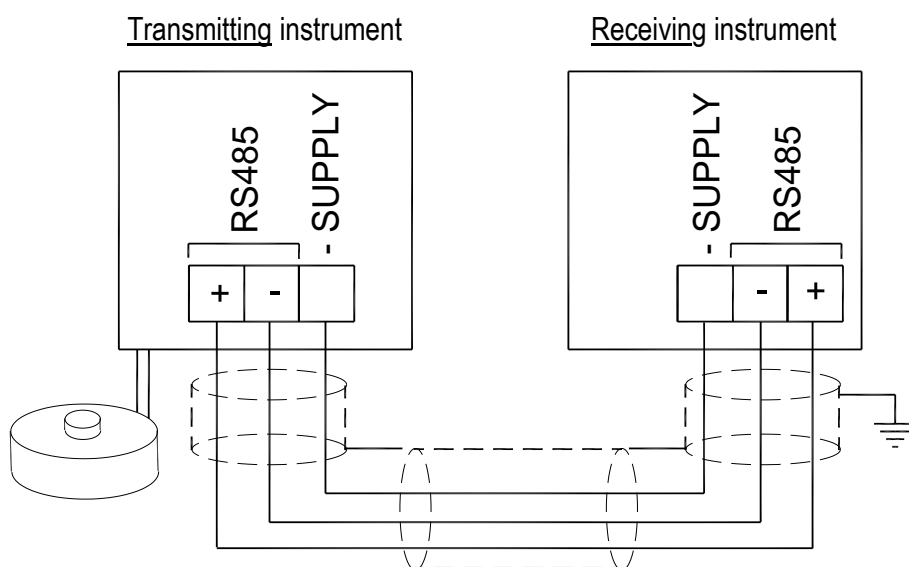 Transmitting instrument
Receiving instrument
RS485
- SUPPLY
- SUPPLY
RS485
+ -
- +